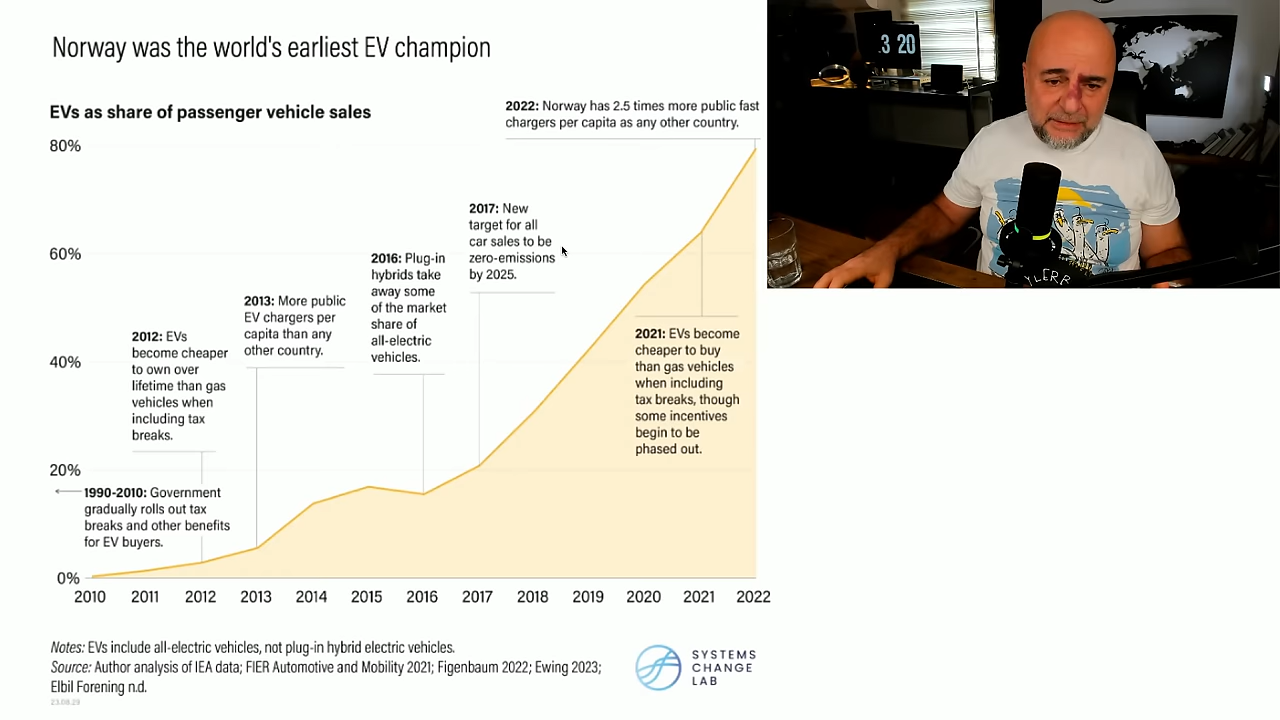 Norway was the world's earliest EV champion
EVs as share of passenger vehicle sales
2022: Norway has 2.5 times more public fast
chargers per capita as any other country.
80%
60%
40%
20%
0%
2017: New
target for all
car sales to be
zero-emissions
by 2025.
2016: Plug-in
hybrids take
away some
of the market
share of
all-electric
vehicles.
2013: More public
EV chargers per
capita than any
other country.
2012: EVs
become cheaper
to own over
lifetime than gas
vehicles when
including tax
breaks.
2021: EVs become
cheaper to buy
than gas vehicles
when including
tax breaks, though
some incentives
begin to be
phased out.
1990-2010: Government
gradually rolls out tax
breaks and other benefits
for EV buyers.
2010 2011 2012 2013 2014 2015 2016 2017 2018 2019 2020 2021 2022
Notes: EVs include all-electric vehicles, not plug-in hybrid electric vehicles.
Source: Author analysis of IEA data; FIER Automotive and Mobility 2021; Figenbaum 2022; Ewing 2023;
Elbil Forening n.d.
23.08.29
SYSTEMS
CHANGE
LAB
3 20